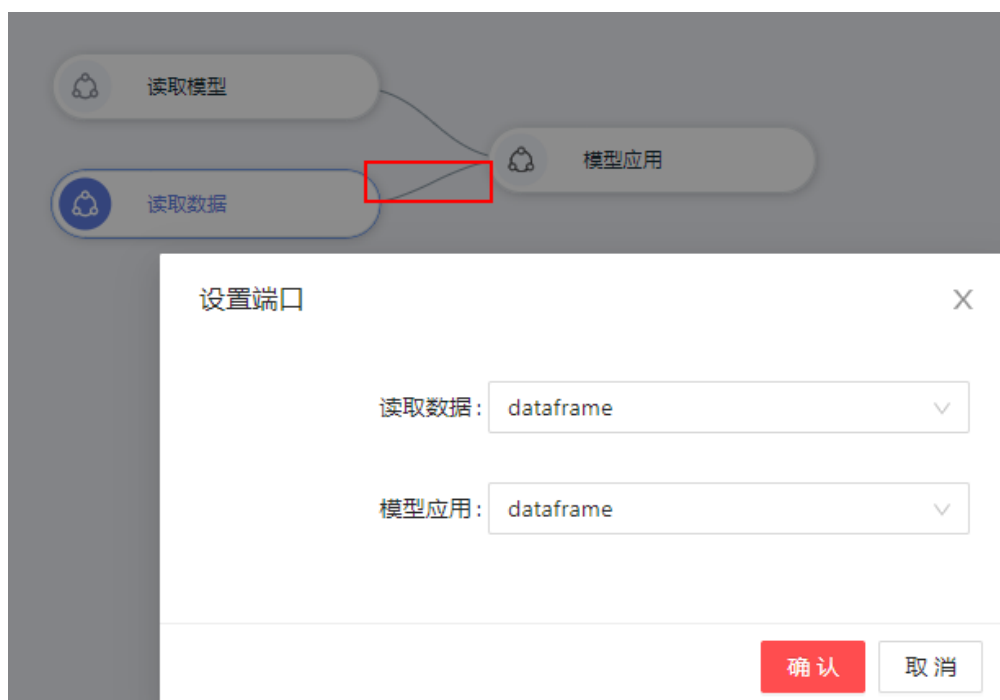 读取模型
模型应用
读取数据
设置端口
读取数据: dataframe
模型应用: dataframe
确认 取消